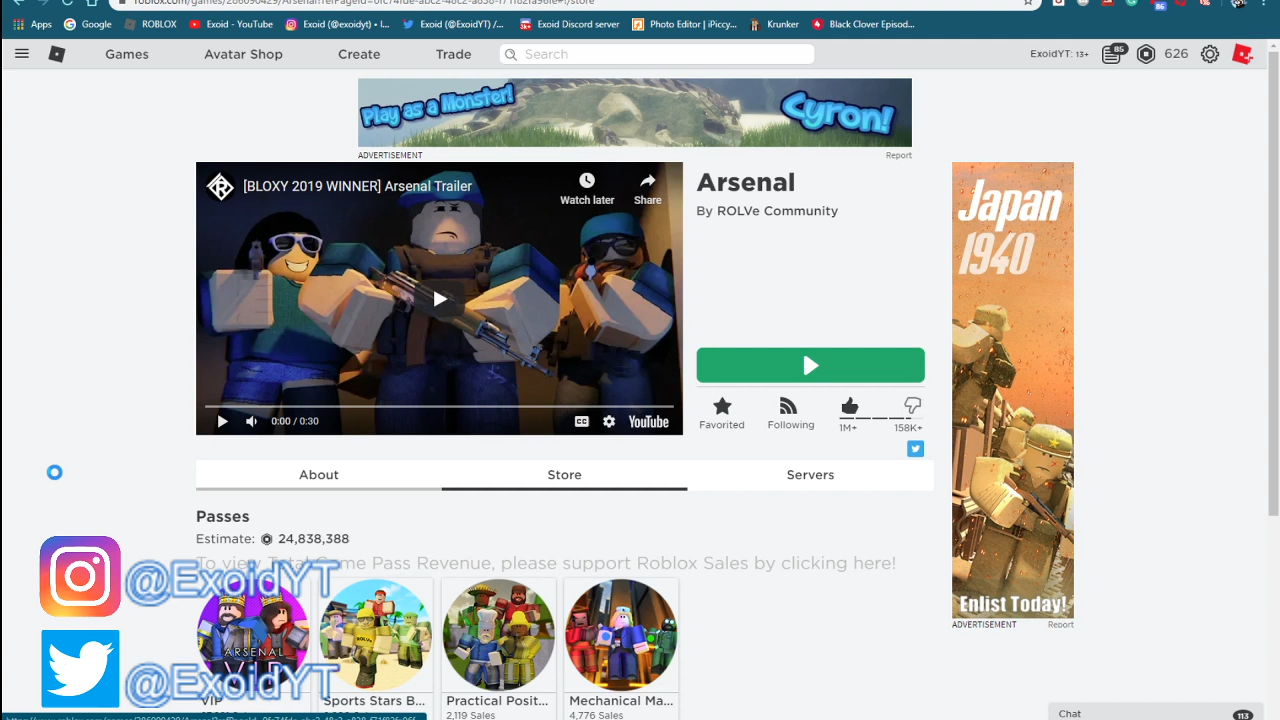 Apps
Google
ROBLOX
Exoid - YouTube
Exoid (@exoidyt) • I...
Exoid (@ExoidYT) /...
Exoid Discord server
Photo Editor | iPiccy...
Krunker
Black Clover Episod...
Games
Avatar Shop
Create
Trade
Search
ExoidYT: 13+
85
626
Play as a Monster!
Cyron!
ADVERTISEMENT
Report
[BLOXY 2019 WINNER] Arsenal Trailer
Watch later
Share
0:00 / 0:30
CC
YouTube
Arsenal
By ROLVe Community
Favorited
Following
1M+
158K+
Japan
1940
Enlist Today!
ADVERTISEMENT
Report
About
Store
Servers
Passes
Estimate: 24,838,388
To view Total Game Pass Revenue, please support Roblox Sales by clicking here!
@ExoidYT
ARSENAL
@ExoidYT
VIP
Sports Stars B...
Practical Posit...
2,119 Sales
Mechanical Ma...
4,776 Sales
Chat
113